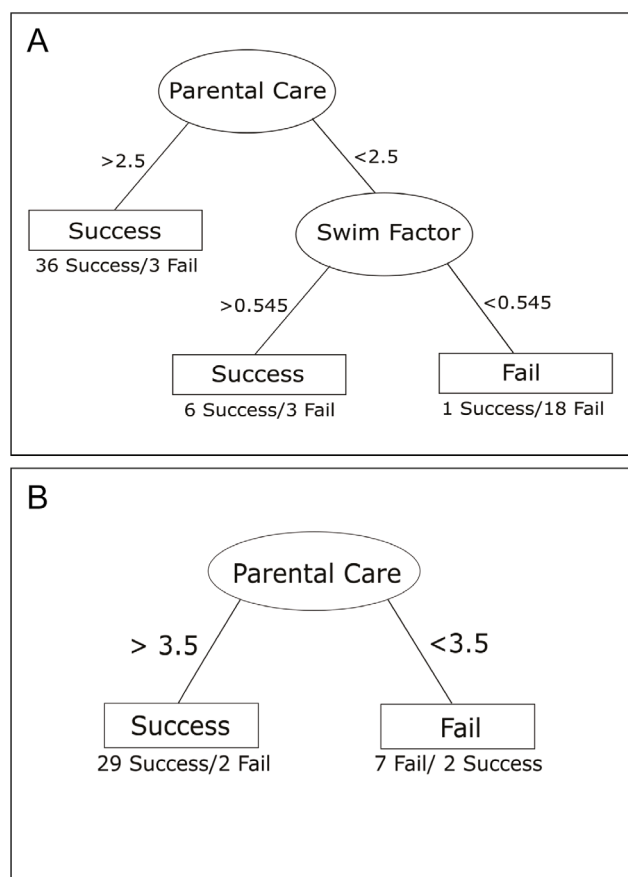 A
Parental Care
>2.5
<2.5
Success
36 Success/3 Fail
Swim Factor
>0.545
<0.545
Success
6 Success/3 Fail
Fail
1 Success/18 Fail
B
Parental Care
> 3.5
<3.5
Success
29 Success/2 Fail
Fail
7 Fail/ 2 Success